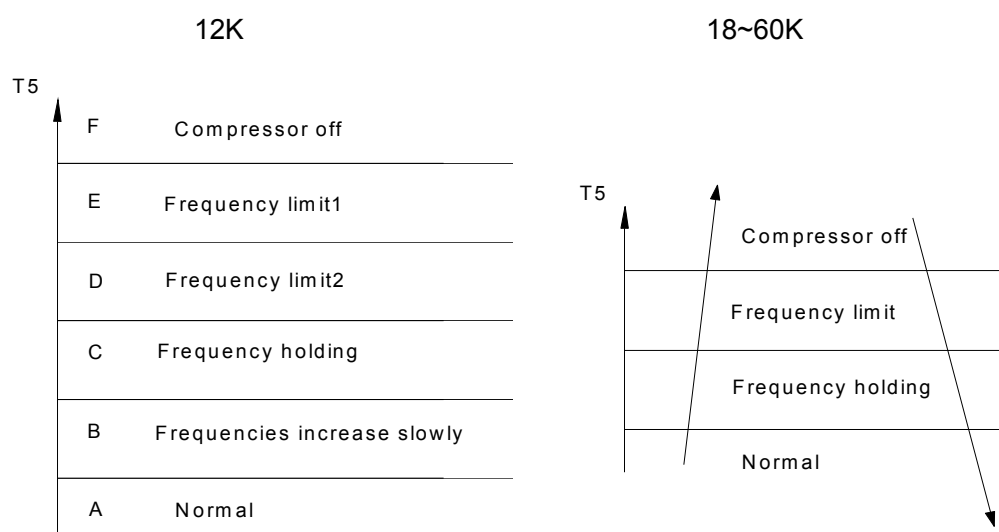 12K
T5
F Compressor off
E Frequency limit1
D Frequency limit2
C Frequency holding
B Frequencies increase slowly
A Normal
18~60K
T5
Compressor off
Frequency limit
Frequency holding
Normal